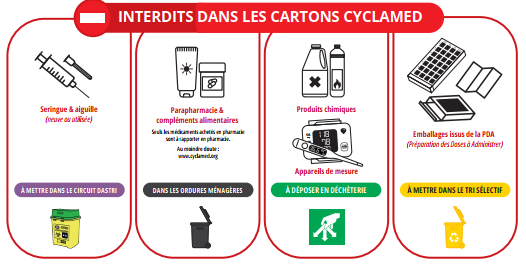 INTERDITS DANS LES CARTONS CYCLAMED
Seringue & aiguille
(neuve ou utilisée)
À METTRE DANS LE CIRCUIT DASTRI
Parapharmacie &
compléments alimentaires
Seuls les médicaments achetés en pharmacie
sont à rapporter en pharmacie.
Au moindre doute :
www.cyclamed.org
DANS LES ORDURES MÉNAGÈRES
Produits chimiques
118
78
Appareils de mesure
À DÉPOSER EN DÉCHÈTERIE
Emballages issus de la PDA
(Préparation des Doses à Administrer)
À METTRE DANS LE TRI SÉLECTIF